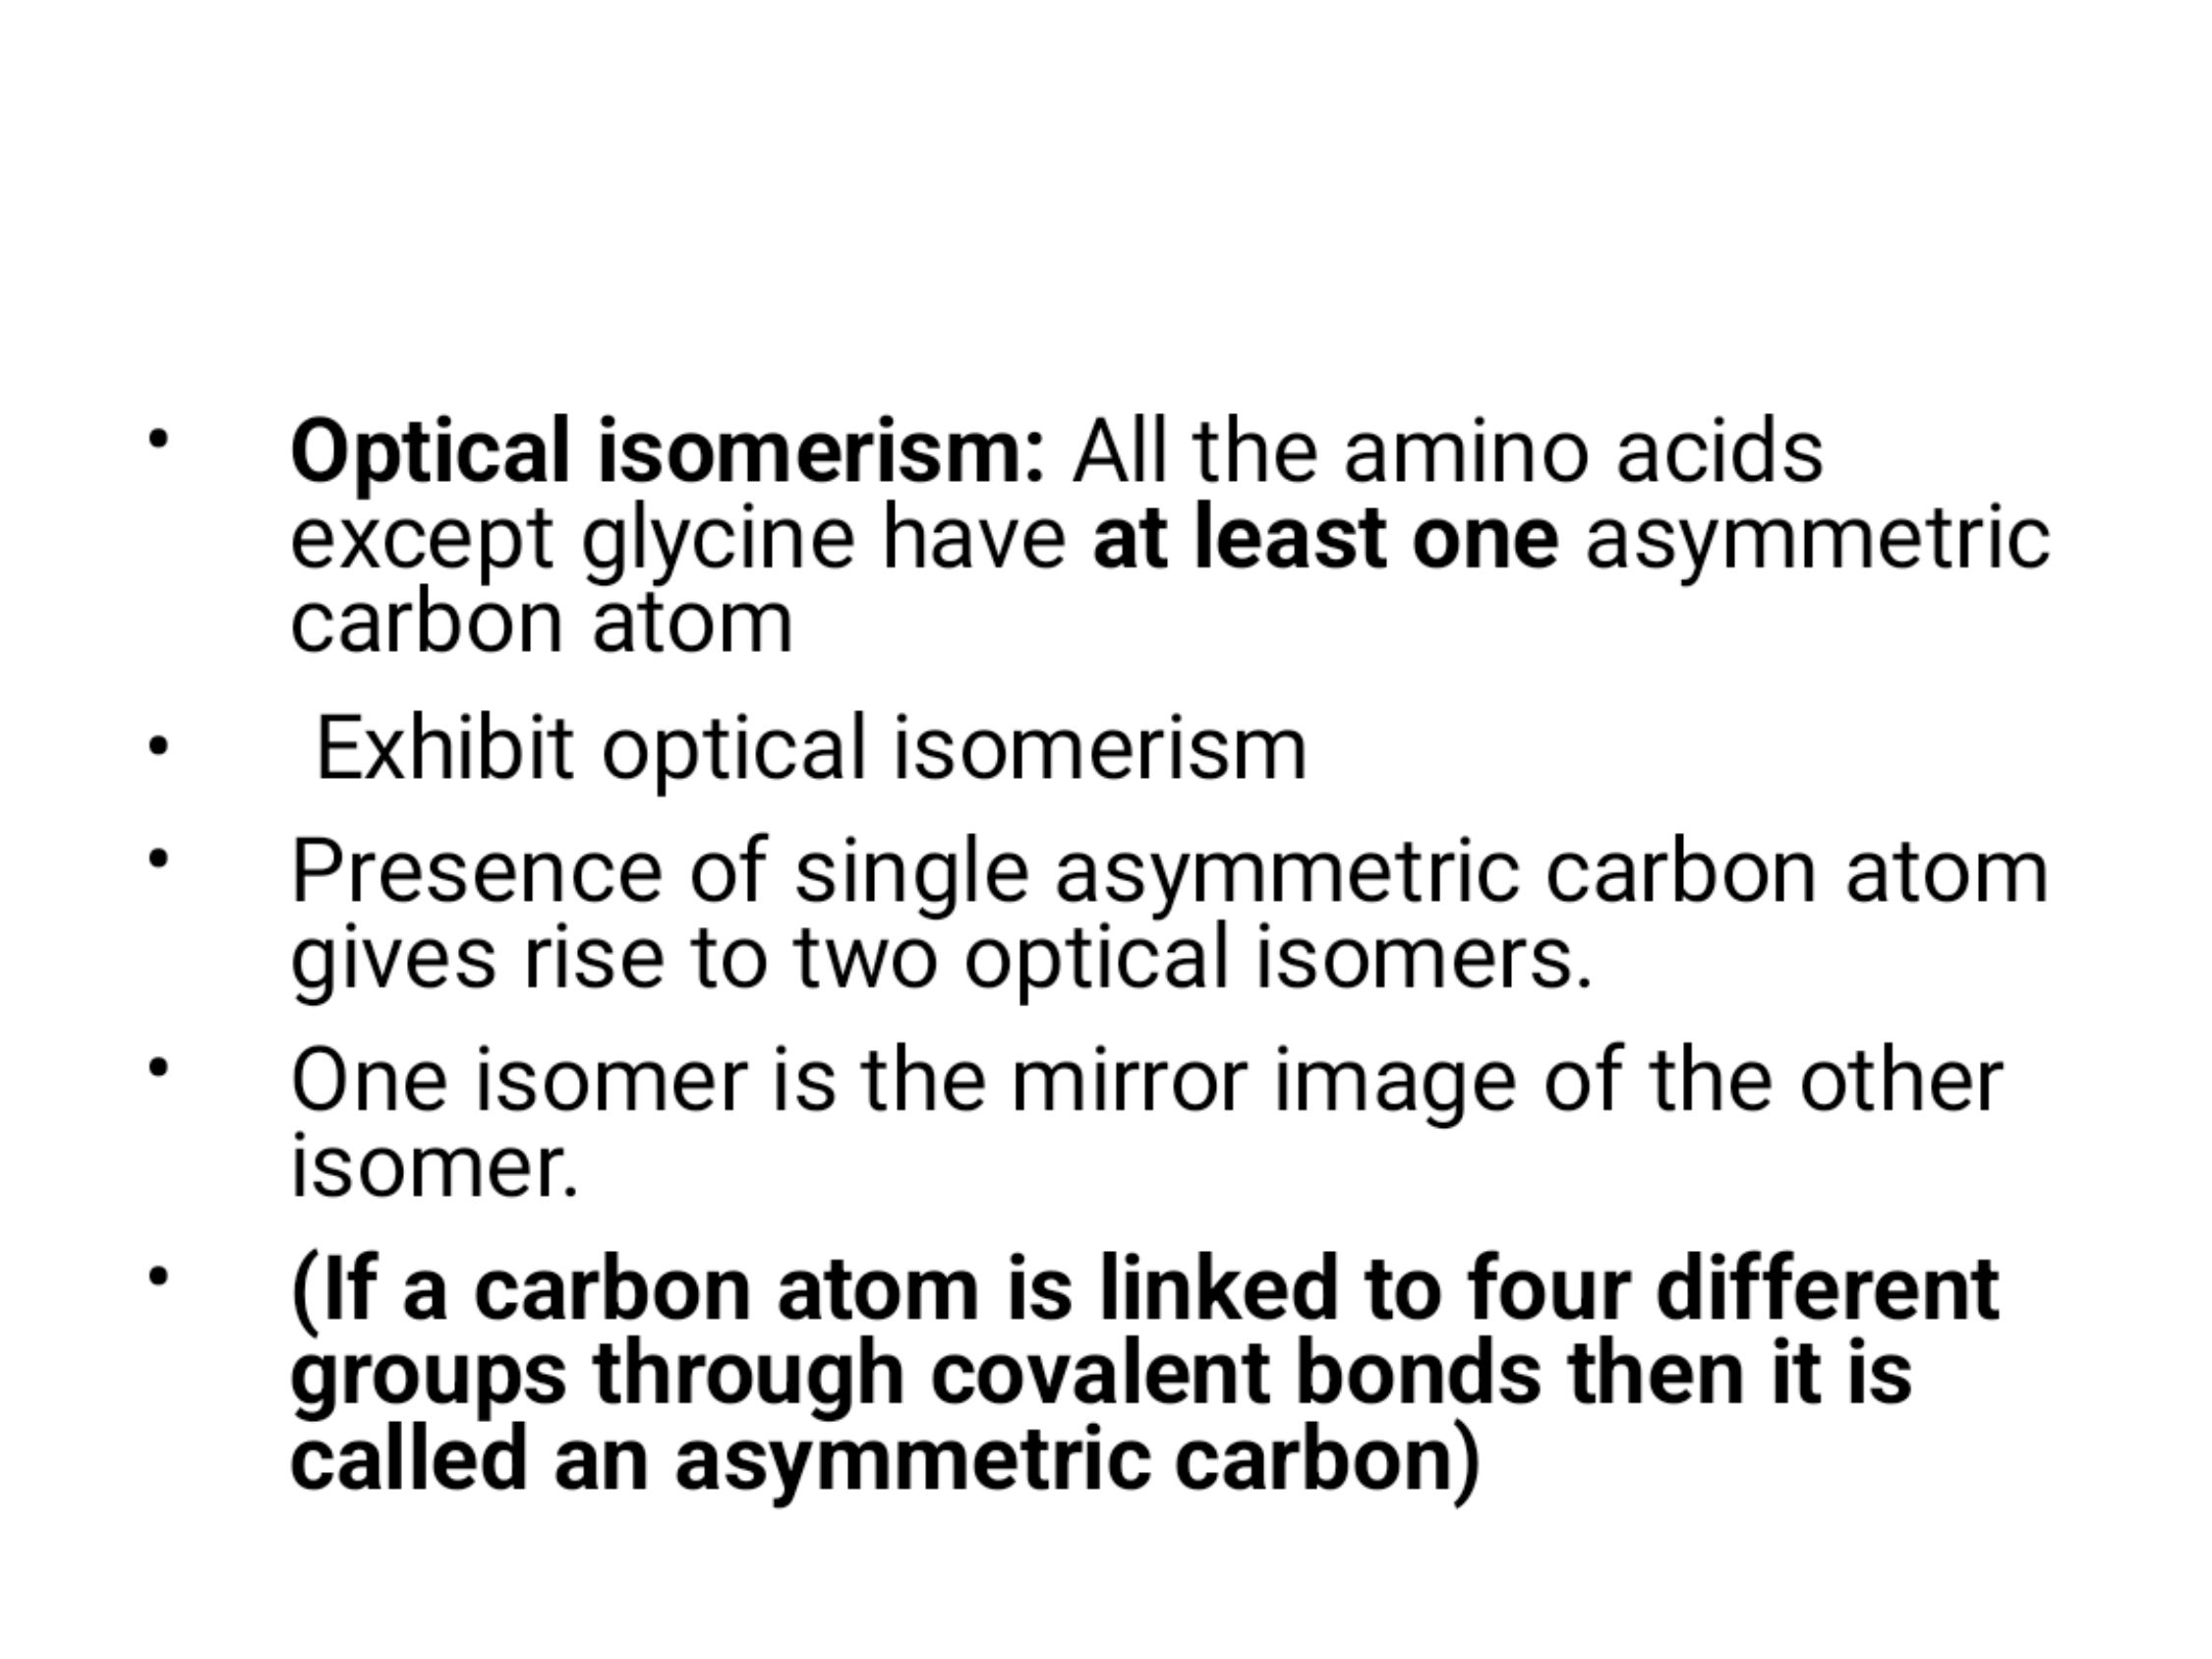 • Optical isomerism: All the amino acids
except glycine have at least one asymmetric
carbon atom
• Exhibit optical isomerism
• Presence of single asymmetric carbon atom
gives rise to two optical isomers.
• One isomer is the mirror image of the other
isomer.
• (If a carbon atom is linked to four different
groups through covalent bonds then it is
called an asymmetric carbon)